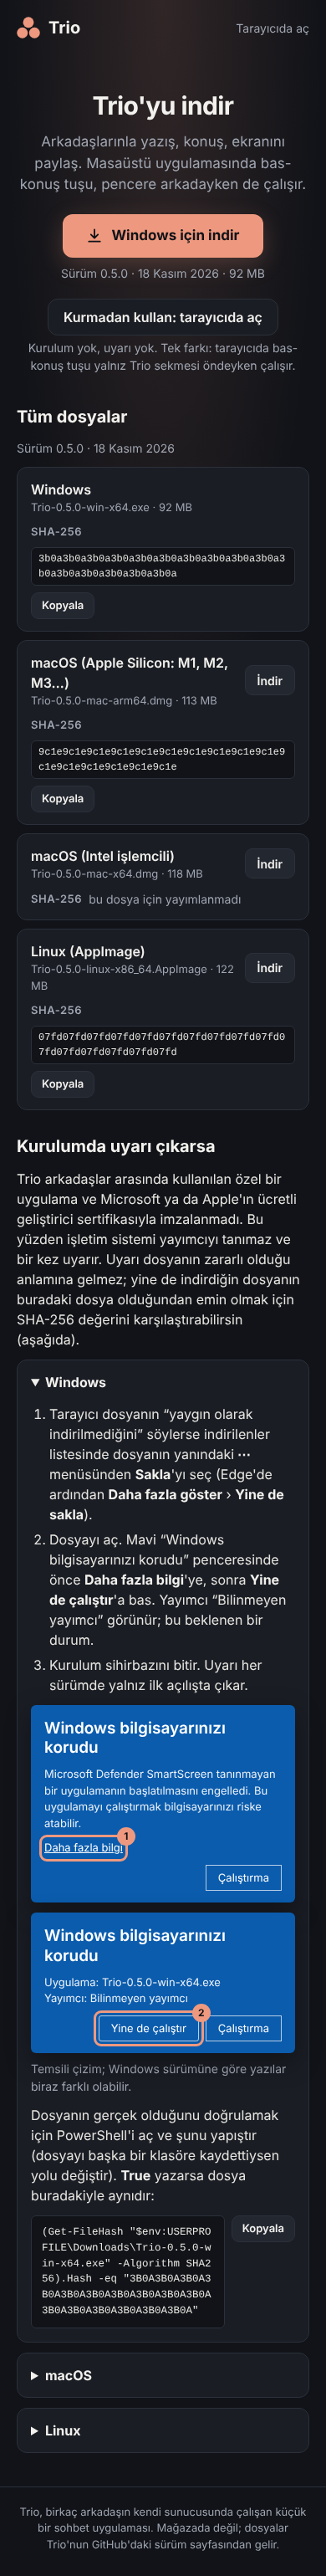 Trio
Tarayıcıda aç
Trio'yu indir
Arkadaşlarınla yazış, konuş, ekranını
paylaş. Masaüstü uygulamasında bas-
konuş tuşu, pencere arkadayken de çalışır.
Windows için indir
Sürüm 0.5.0 · 18 Kasım 2026 · 92 MB
Kurmadan kullan: tarayıcıda aç
Kurulum yok, uyarı yok. Tek farkı: tarayıcıda bas-
konuş tuşu yalnız Trio sekmesi öndeyken çalışır.
Tüm dosyalar
Sürüm 0.5.0 · 18 Kasım 2026
Windows
Trio-0.5.0-win-x64.exe · 92 MB
SHA-256
3b0a3b0a3b0a3b0a3b0a3b0a3b0a3b0a3b0a3b0a3
b0a3b0a3b0a3b0a3b0a3b0a
Kopyala
macOS (Apple Silicon: M1, M2,
M3…)
İndir
Trio-0.5.0-mac-arm64.dmg · 113 MB
SHA-256
9c1e9c1e9c1e9c1e9c1e9c1e9c1e9c1e9c1e9c1e9
c1e9c1e9c1e9c1e9c1e9c1e
Kopyala
macOS (Intel işlemcili)
İndir
Trio-0.5.0-mac-x64.dmg · 118 MB
SHA-256 bu dosya için yayımlanmadı
Linux (AppImage)
İndir
Trio-0.5.0-linux-x86_64.AppImage · 122
MB
SHA-256
07fd07fd07fd07fd07fd07fd07fd07fd07fd07fd0
7fd07fd07fd07fd07fd07fd
Kopyala
Kurulumda uyarı çıkarsa
Trio arkadaşlar arasında kullanılan özel bir
uygulama ve Microsoft ya da Apple'ın ücretli
geliştirici sertifikasıyla imzalanmadı. Bu
yüzden işletim sistemi yayımcıyı tanımaz ve
bir kez uyarır. Uyarı dosyanın zararlı olduğu
anlamına gelmez; yine de indirdiğin dosyanın
buradaki dosya olduğundan emin olmak için
SHA-256 değerini karşılaştırabilirsin
(aşağıda).
▼ Windows
1. Tarayıcı dosyanın “yaygın olarak
indirilmediğini” söylerse indirilenler
listesinde dosyanın yanındaki ⋯
menüsünden Sakla'yı seç (Edge'de
ardından Daha fazla göster › Yine de
sakla).
2. Dosyayı aç. Mavi “Windows
bilgisayarınızı korudu” penceresinde
önce Daha fazla bilgi'ye, sonra Yine
de çalıştır'a bas. Yayımcı “Bilinmeyen
yayımcı” görünür; bu beklenen bir
durum.
3. Kurulum sihirbazını bitir. Uyarı her
sürümde yalnız ilk açılışta çıkar.
Windows bilgisayarınızı
korudu
Microsoft Defender SmartScreen tanınmayan
bir uygulamanın başlatılmasını engelledi. Bu
uygulamayı çalıştırmak bilgisayarınızı riske
atabilir.
1
Daha fazla bilgi
Çalıştırma
Windows bilgisayarınızı
korudu
Uygulama: Trio-0.5.0-win-x64.exe
Yayımcı: Bilinmeyen yayımcı
2
Yine de çalıştır
Çalıştırma
Temsili çizim; Windows sürümüne göre yazılar
biraz farklı olabilir.
Dosyanın gerçek olduğunu doğrulamak
için PowerShell'i aç ve şunu yapıştır
(dosyayı başka bir klasöre kaydettiysen
yolu değiştir). True yazarsa dosya
buradakiyle aynıdır:
(Get-FileHash "$env:USERPRO
FILE\Downloads\Trio-0.5.0-w
in-x64.exe" -Algorithm SHA2
56).Hash -eq "3B0A3B0A3B0A3
B0A3B0A3B0A3B0A3B0A3B0A3B0A
3B0A3B0A3B0A3B0A3B0A3B0A"
Kopyala
▶ macOS
▶ Linux
Trio, birkaç arkadaşın kendi sunucusunda çalışan küçük
bir sohbet uygulaması. Mağazada değil; dosyalar
Trio'nun GitHub'daki sürüm sayfasından gelir.